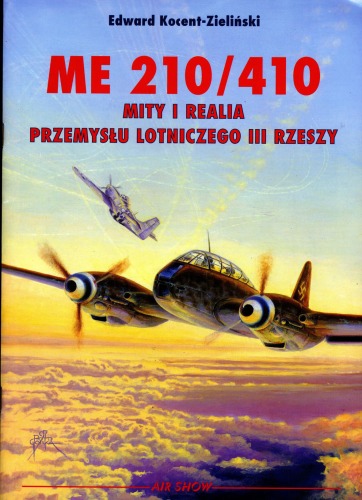 Edward Kocent-Zieliński
ME 210/410
MITY I REALIA
PRZEMYSŁU LOTNICZEGO III RZESZY
AIR SHOW